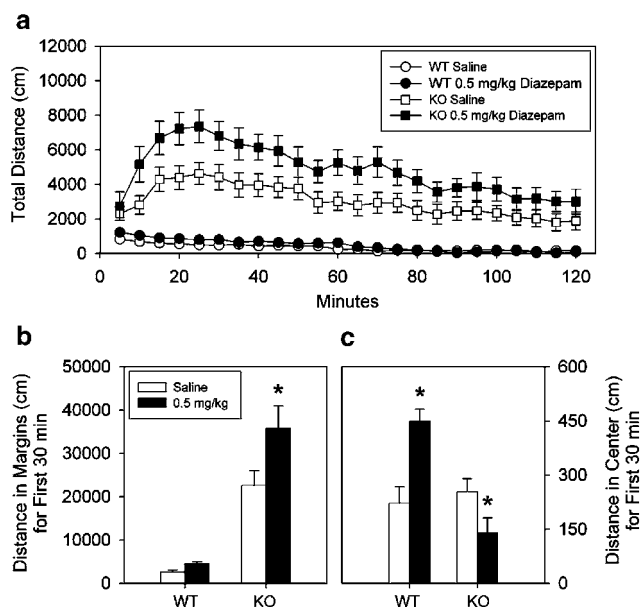 a
12000
10000
8000
6000
4000
2000
0
Total Distance (cm)
WT Saline
WT 0.5 mg/kg Diazepam
KO Saline
KO 0.5 mg/kg Diazepam
0 20 40 60 80 100 120
Minutes
b
50000
40000
30000
20000
10000
0
Distance in Margins (cm)
for First 30 min
Saline
0.5 mg/kg
*
WT KO
c
*
*
WT KO
600
450
300
150
0
Distance in Center (cm)
for First 30 min